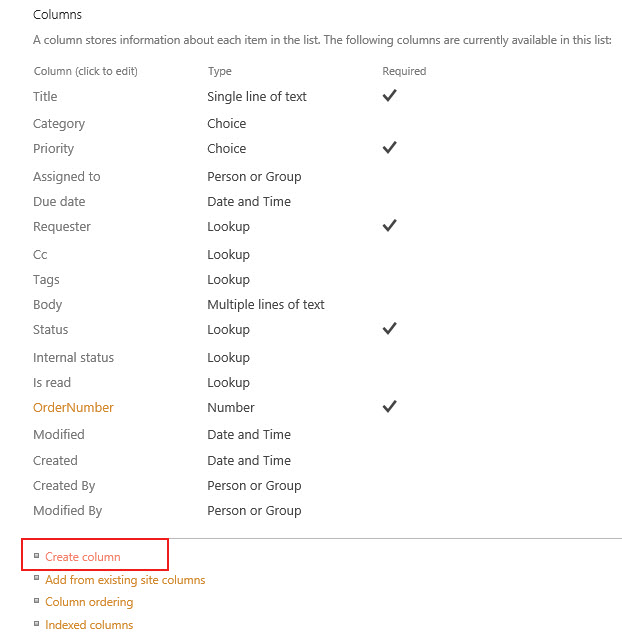 Columns
A column stores information about each item in the list. The following columns are currently available in this list:
Column (click to edit) Type Required
Title Single line of text
Category Choice
Priority Choice
Assigned to Person or Group
Due date Date and Time
Requester Lookup
Cc Lookup
Tags Lookup
Body Multiple lines of text
Status Lookup
Internal status Lookup
Is read Lookup
OrderNumber Number
Modified Date and Time
Created Date and Time
Created By Person or Group
Modified By Person or Group
Create column
Add from existing site columns
Column ordering
Indexed columns